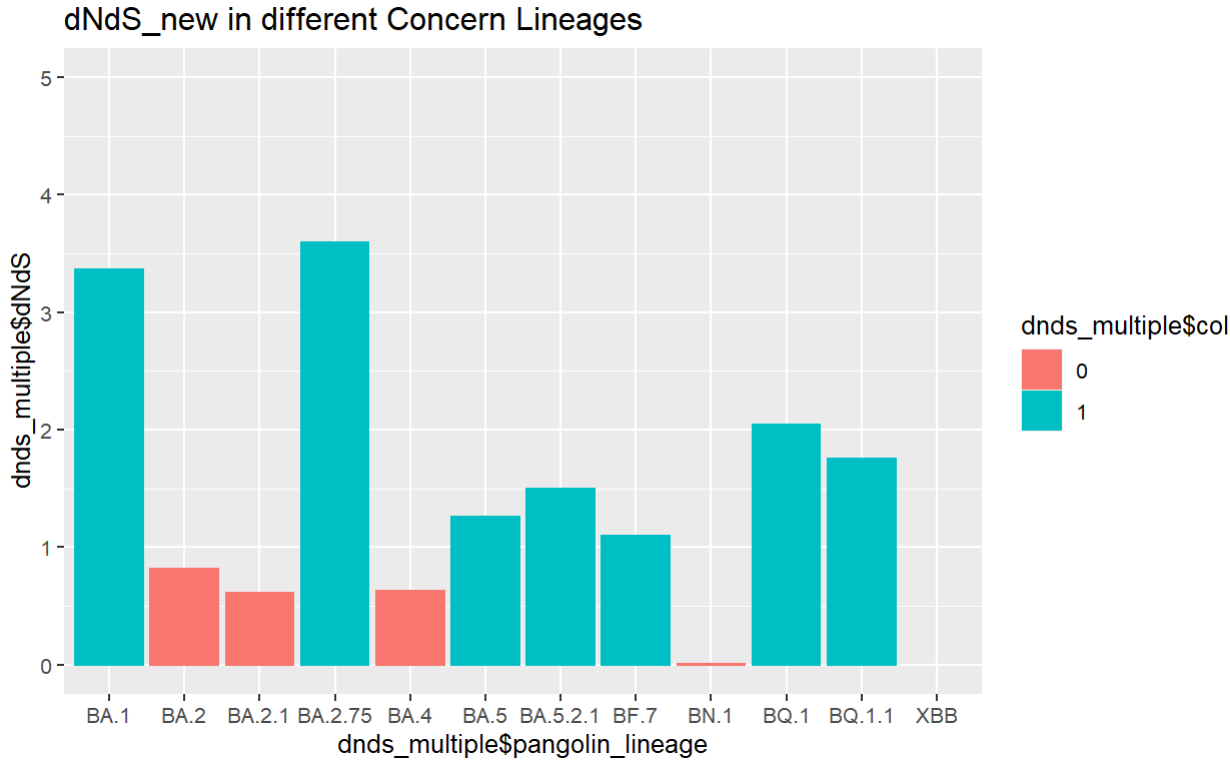 dNdS_new in different Concern Lineages
dnds_multiple$dNdS
5
4
3
2
1
0
BA.1 BA.2 BA.2.1 BA.2.75 BA.4 BA.5 BA.5.2.1 BF.7 BN.1 BQ.1 BQ.1.1 XBB
dnds_multiple$pangolin_lineage
dnds_multiple$col
0
1